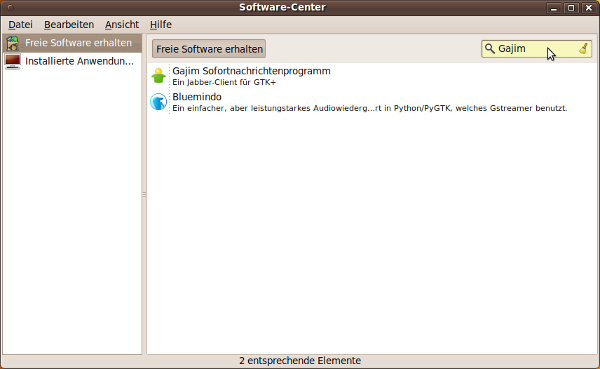 Software-Center
Datei Bearbeiten Ansicht Hilfe
Freie Software erhalten
Installierte Anwendun...
Freie Software erhalten
Gajim
Gajim Sofortnachrichtenprogramm
Ein Jabber-Client für GTK+
Bluemindo
Ein einfacher, aber leistungstarkes Audiowiederg...rt in Python/PyGTK, welches Gstreamer benutzt.
2 entsprechende Elemente